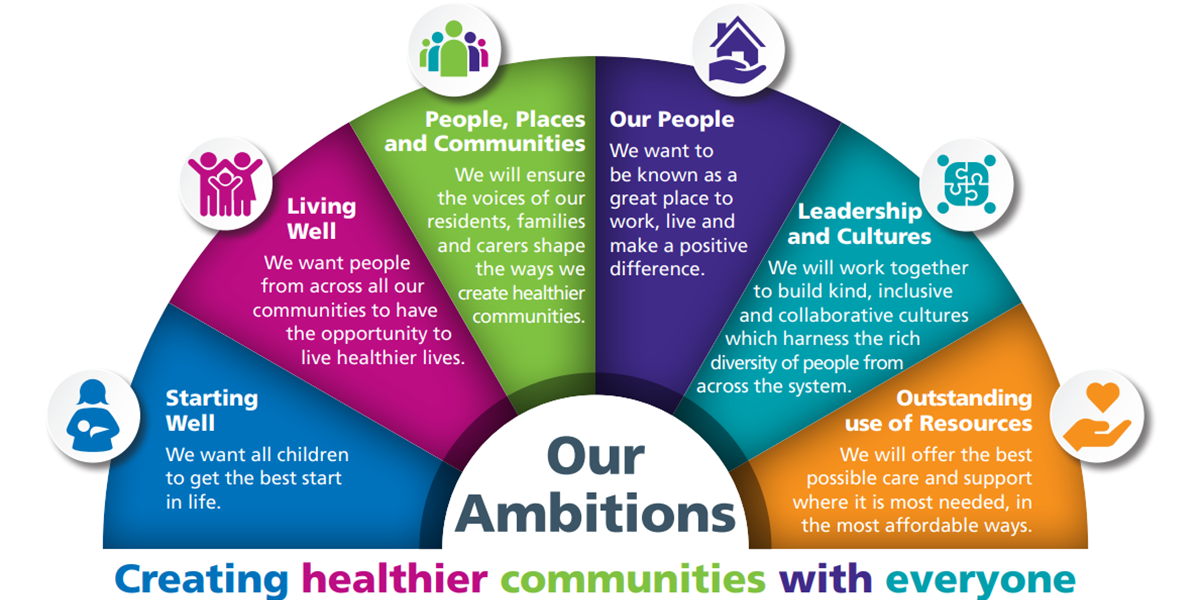 Starting
Well
We want all children
to get the best start
in life.
Living
Well
We want people
from across all our
communities to have
the opportunity to
live healthier lives.
People, Places
and Communities
We will ensure
the voices of our
residents, families
and carers shape
the ways we
create healthier
communities.
Our People
We want to
be known as a
great place to
work, live and
make a positive
difference.
Leadership
and Cultures
We will work together
to build kind, inclusive
and collaborative cultures
which harness the rich
diversity of people from
across the system.
Outstanding
use of Resources
We will offer the best
possible care and support
where it is most needed, in
the most affordable ways.
Our
Ambitions
Creating healthier communities with everyone